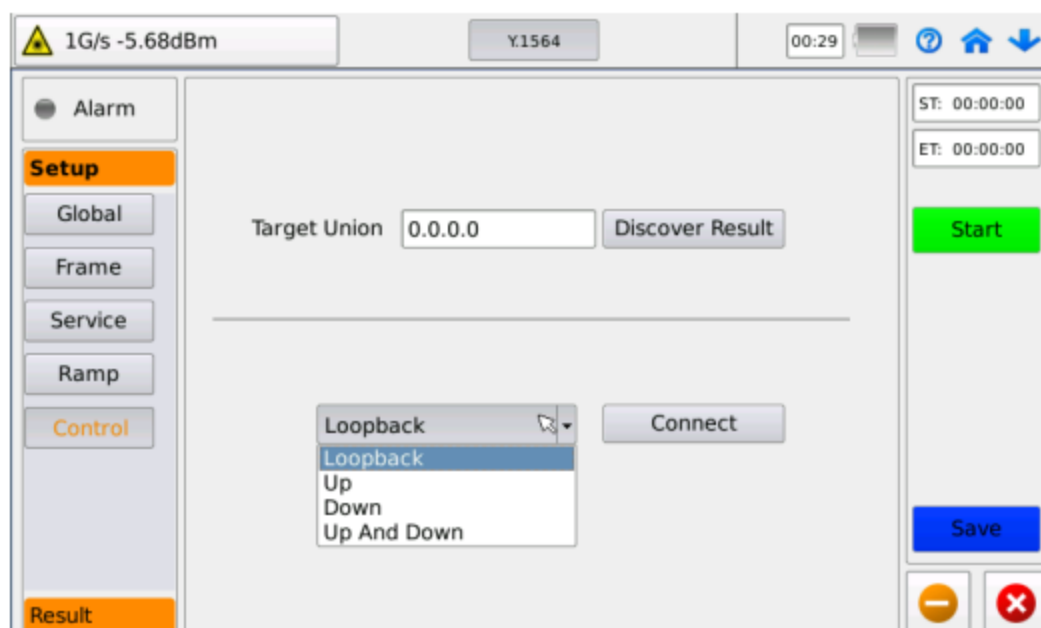 1G/s -5.68dBm
Y.1564
00:29
Alarm
Setup
Global
Frame
Service
Ramp
Control
Result
Target Union 0.0.0.0 Discover Result
Loopback
Connect
Loopback
Up
Down
Up And Down
ST: 00:00:00
ET: 00:00:00
Start
Save